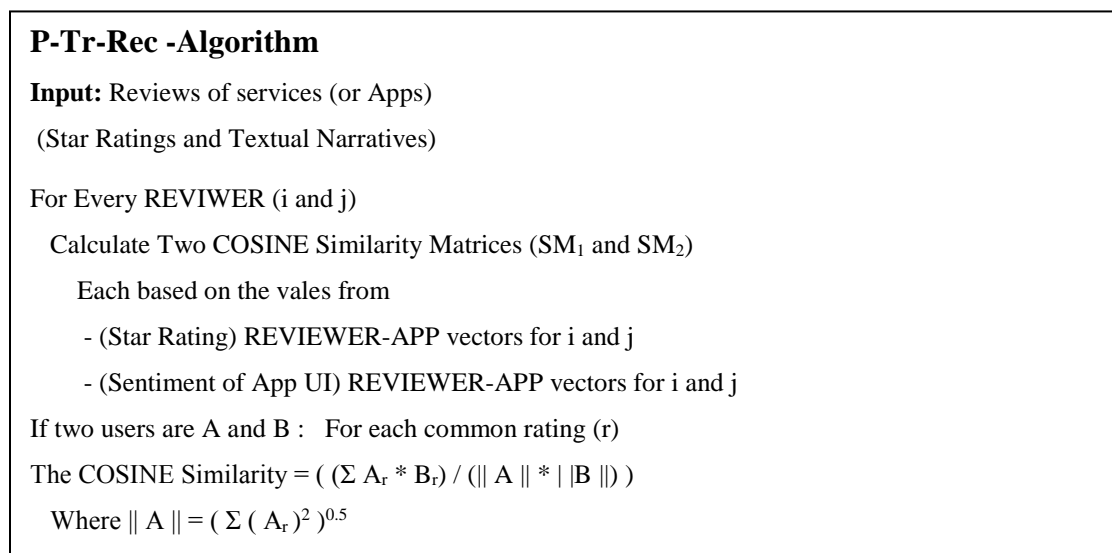 P-Tr-Rec -Algorithm
Input: Reviews of services (or Apps)
(Star Ratings and Textual Narratives)
For Every REVIWER (i and j)
Calculate Two COSINE Similarity Matrices (SM₁ and SM₂)
Each based on the vales from
- (Star Rating) REVIEWER-APP vectors for i and j
- (Sentiment of App UI) REVIEWER-APP vectors for i and j
If two users are A and B : For each common rating (r)
The COSINE Similarity = ( (Σ Aᵣ * Bᵣ) / (|| A || * | |B ||) )
Where || A || = ( Σ ( Aᵣ )² )⁰·⁵